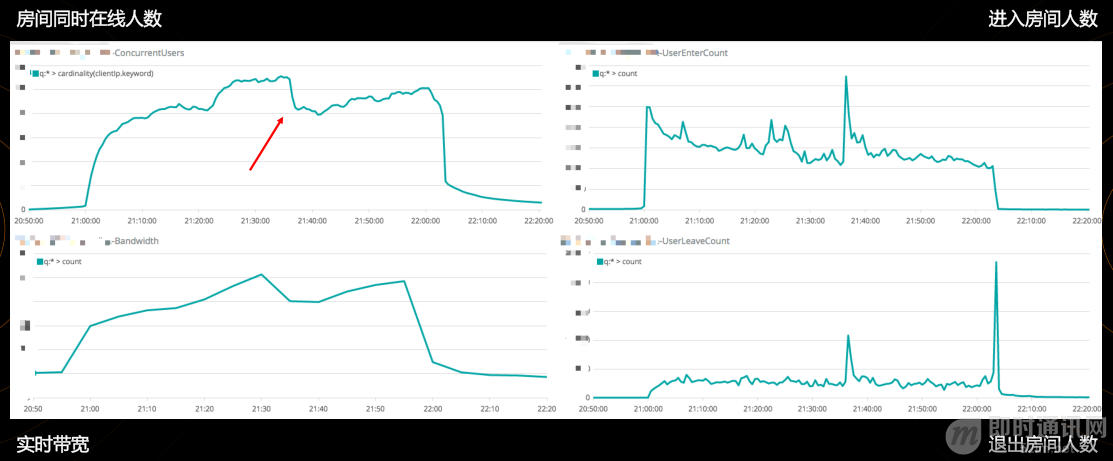 房间同时在线人数
进入房间人数
-ConcurrentUsers
q:* > cardinality(clientIp.keyword)
0
20:50:00 21:00:00 21:10:00 21:20:00 21:30:00 21:40:00 21:50:00 22:00:00 22:10:00 22:20:00
-UserEnterCount
q:* > count
0
20:50:00 21:00:00 21:10:00 21:20:00 21:30:00 21:40:00 21:50:00 22:00:00 22:10:00 22:20:00
-Bandwidth
q:* > count
20:50 21:00 21:10 21:20 21:30 21:40 21:50 22:00 22:10 22:20
-UserLeaveCount
q:* > count
0
20:50:00 21:00:00 21:10:00 21:20:00 21:30:00 21:40:00 21:50:00 22:00:00 22:10:00 22:20:00
实时带宽
即时通讯网
退出房间人数